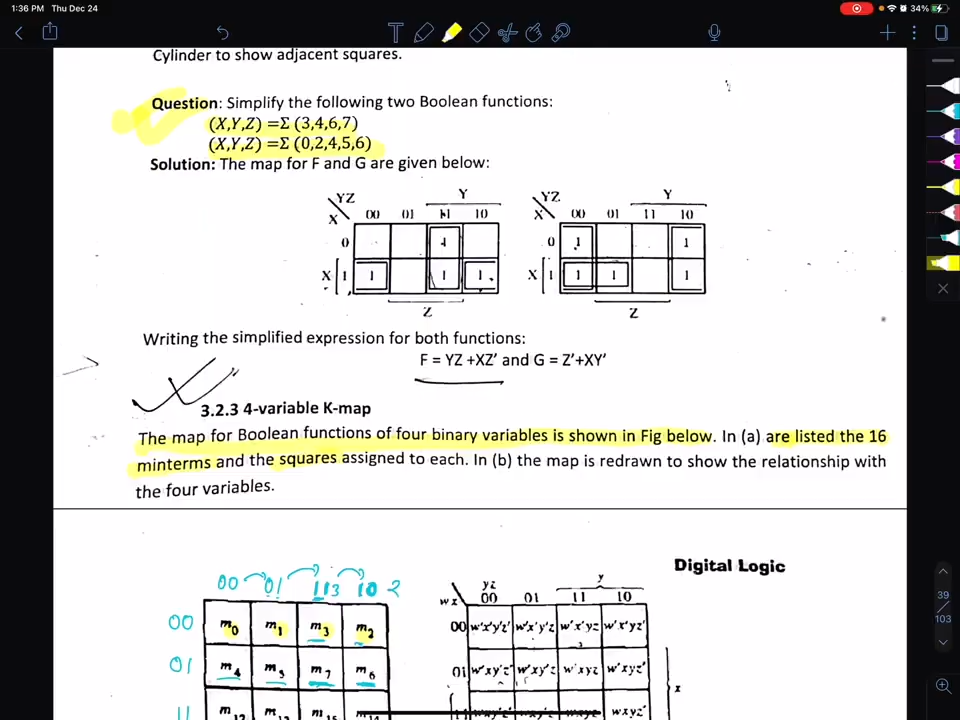 1:36 PM Thu Dec 24
34%
Cylinder to show adjacent squares.
Question: Simplify the following two Boolean functions:
(X,Y,Z) =Σ (3,4,6,7)
(X,Y,Z) =Σ (0,2,4,5,6)
Solution: The map for F and G are given below:
YZ Y YZ Y
X 00 01 11 10 X 00 01 11 10
0 1 0 1 1
X 1 1 1 1 X 1 1 1 1
Z Z
Writing the simplified expression for both functions:
F = YZ +XZ' and G = Z'+XY'
3.2.3 4-variable K-map
The map for Boolean functions of four binary variables is shown in Fig below. In (a) are listed the 16
minterms and the squares assigned to each. In (b) the map is redrawn to show the relationship with
the four variables.
39
103
Digital Logic
00 01 113 10 2 yz y
wx 00 01 11 10
00 m0 m1 m3 m2 00 w'x'y'z' w'x'y'z w'x'yz w'x'yz'
01 m4 m5 m7 m6 01 w'xy'z' w'xy'z w'xyz w'xyz' x
11 m12 m15 m14 wxyz'